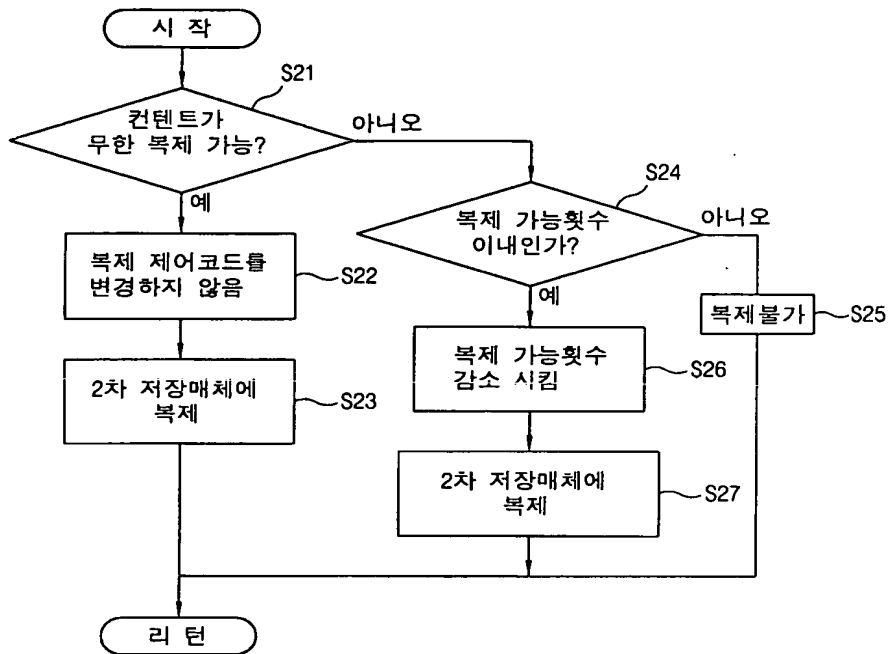 시 작
S21
컨텐트가
무한 복제 가능?
아니오
예
S24
복제 가능횟수
이내인가?
아니오
복제 제어코드를
변경하지 않음
S22
예
복제불가
S25
복제 가능횟수
감소 시킴
S26
2차 저장매체에
복제
S23
2차 저장매체에
복제
S27
리 턴